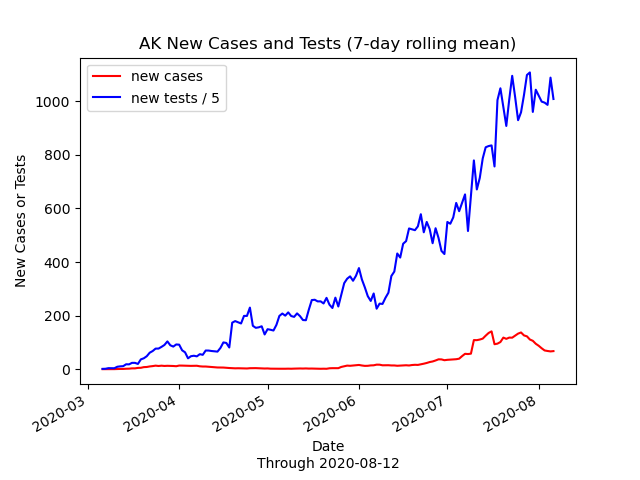 AK New Cases and Tests (7-day rolling mean)
new cases
new tests / 5
New Cases or Tests
1000
800
600
400
200
0
2020-03
2020-04
2020-05
2020-06
2020-07
2020-08
Date
Through 2020-08-12